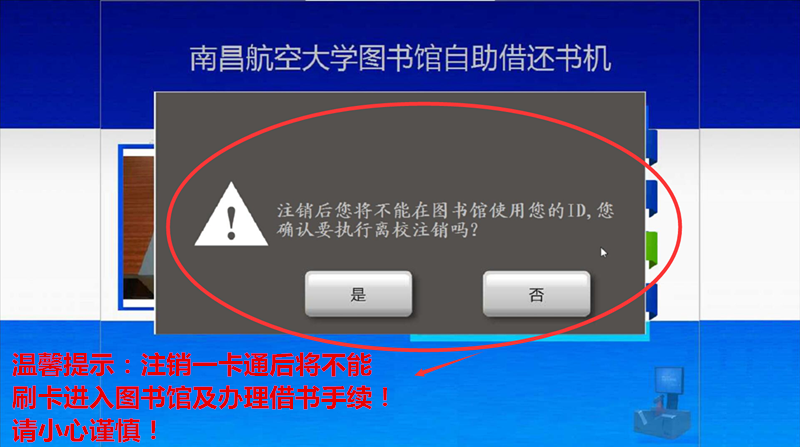 南昌航空大学图书馆自助借还书机
注销后您将不能在图书馆使用您的ID,您
确认要执行离校注销吗?
是
否
温馨提示：注销一卡通后将不能
刷卡进入图书馆及办理借书手续！
请小心谨慎！